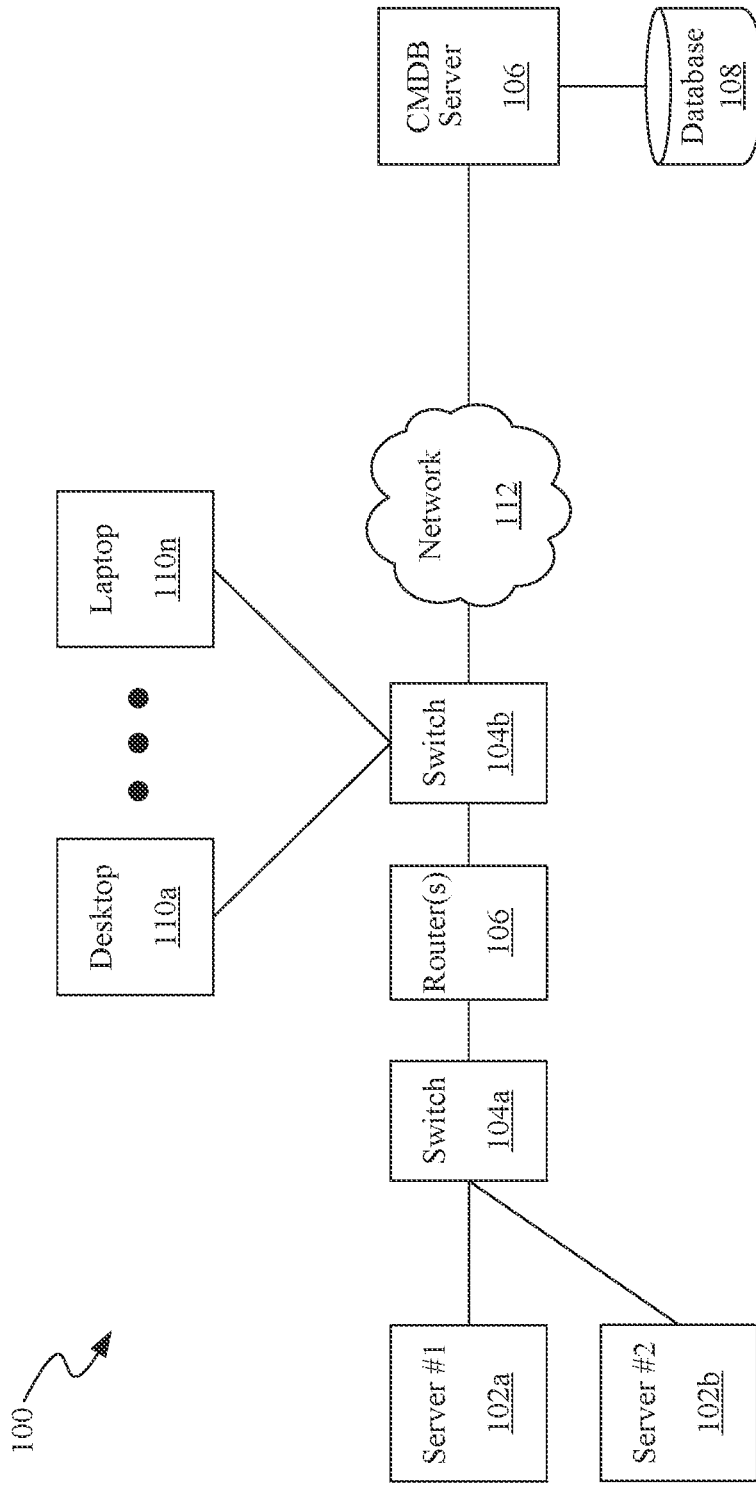 100
Desktop
110a
Laptop
110n
Server #1
102a
Switch
104a
Router(s)
106
Switch
104b
Network
112
CMDB
Server
106
Server #2
102b
Database
108